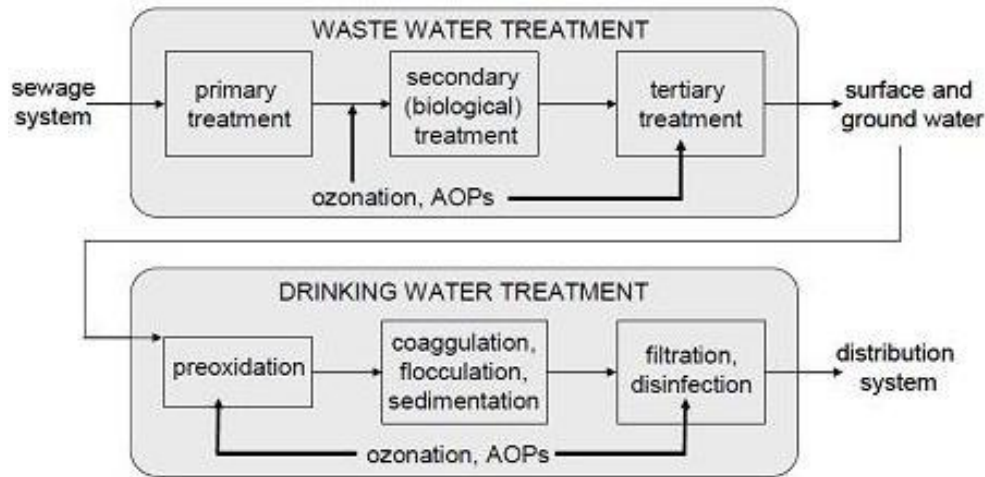 WASTE WATER TREATMENT
sewage
system
primary
treatment
secondary
(biological)
treatment
tertiary
treatment
surface and
ground water
ozonation, AOPs
DRINKING WATER TREATMENT
preoxidation
coaggulation,
flocculation,
sedimentation
filtration,
disinfection
distribution
system
ozonation, AOPs